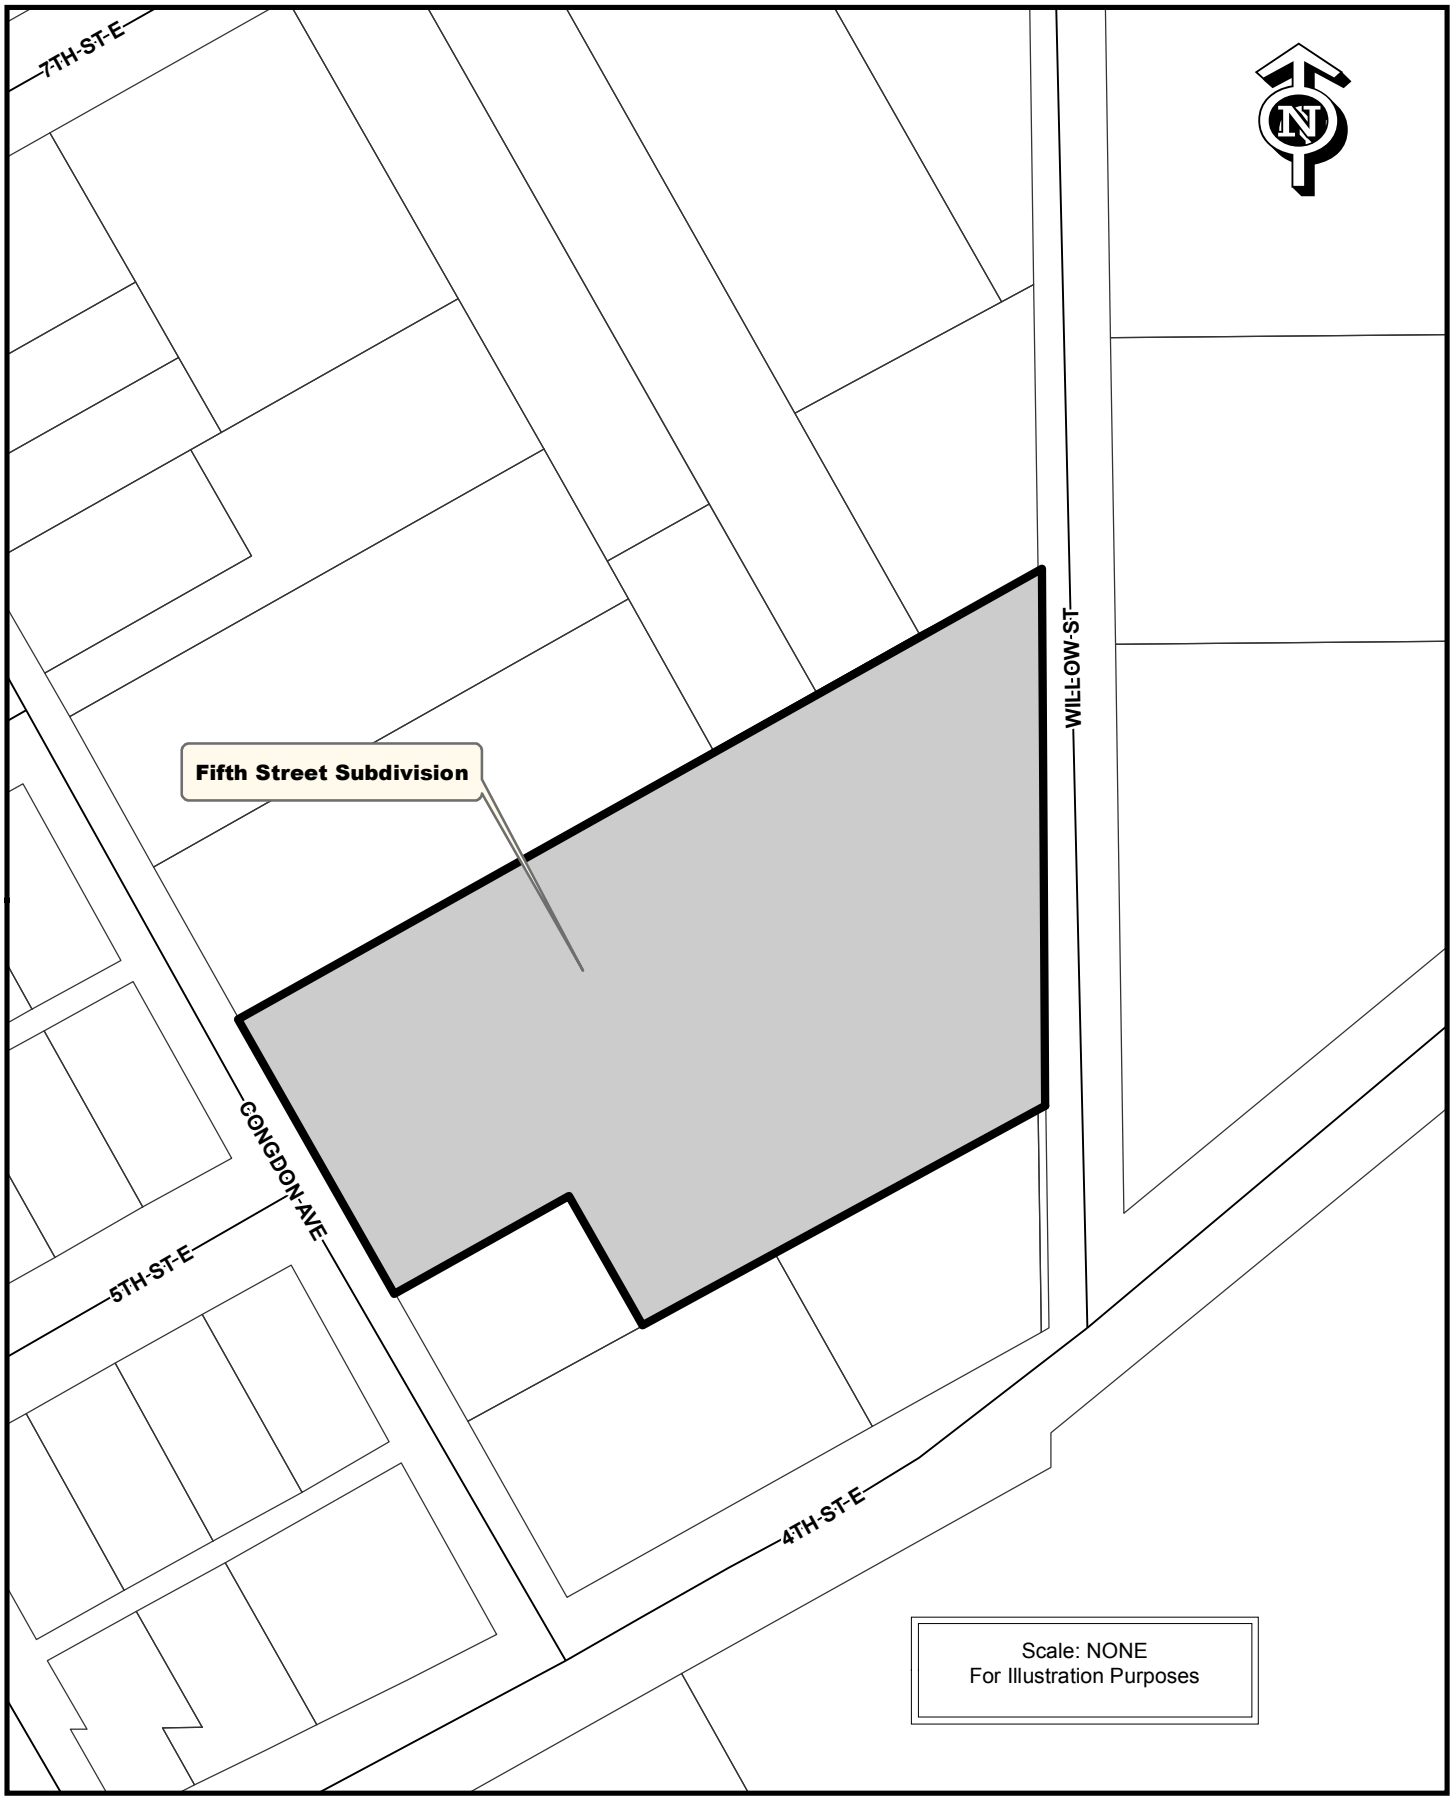 7TH ST E
N
WILLOW ST
Fifth Street Subdivision
CONGDON AVE
5TH ST E
4TH ST E
Scale: NONE
For Illustration Purposes